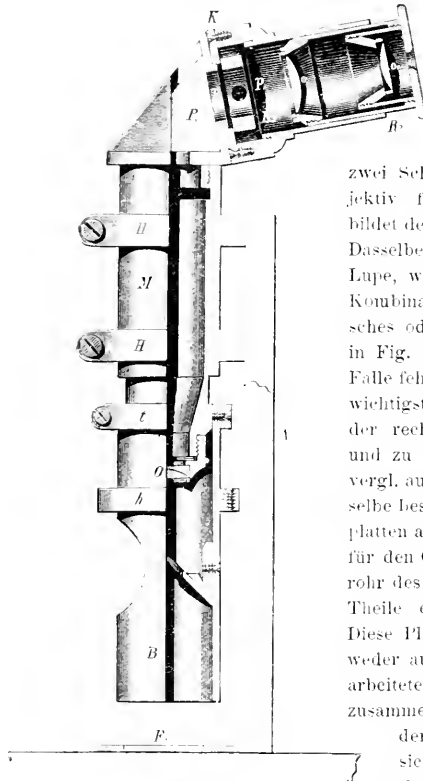 K
P,
P,
o
R
zwei Sel
jektiv f
bildet de
Dasselbe
Lupe, w
Kombina
sches od
in Fig.
Falle feh
wichtigst
der rech
und zu
vergl. au
selbe bes
platten a
für den
rohr des
Theile e
Diese Pl
weder au
arbeitete
zusamme
der
sic
H
M
H
t
O
h
B
F.